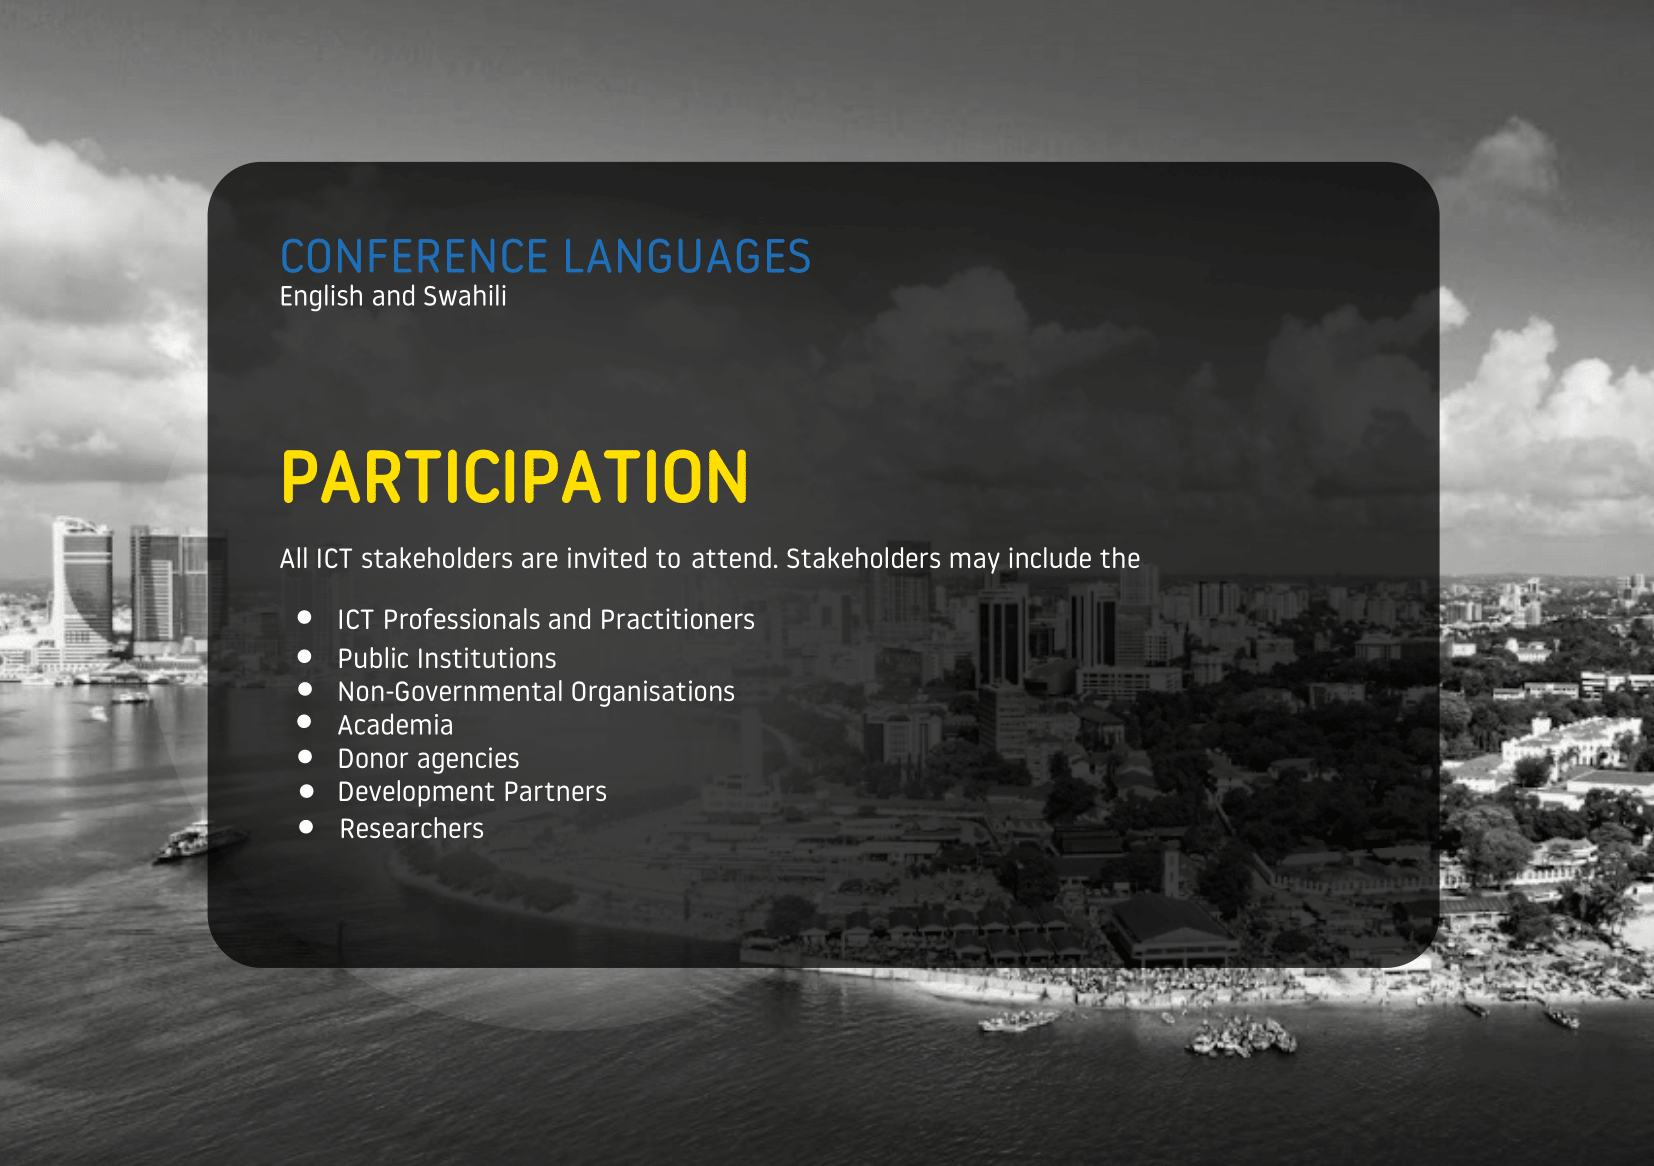 CONFERENCE LANGUAGES
English and Swahili
PARTICIPATION
All ICT stakeholders are invited to attend. Stakeholders may include the
● ICT Professionals and Practitioners
● Public Institutions
● Non-Governmental Organisations
● Academia
● Donor agencies
● Development Partners
● Researchers